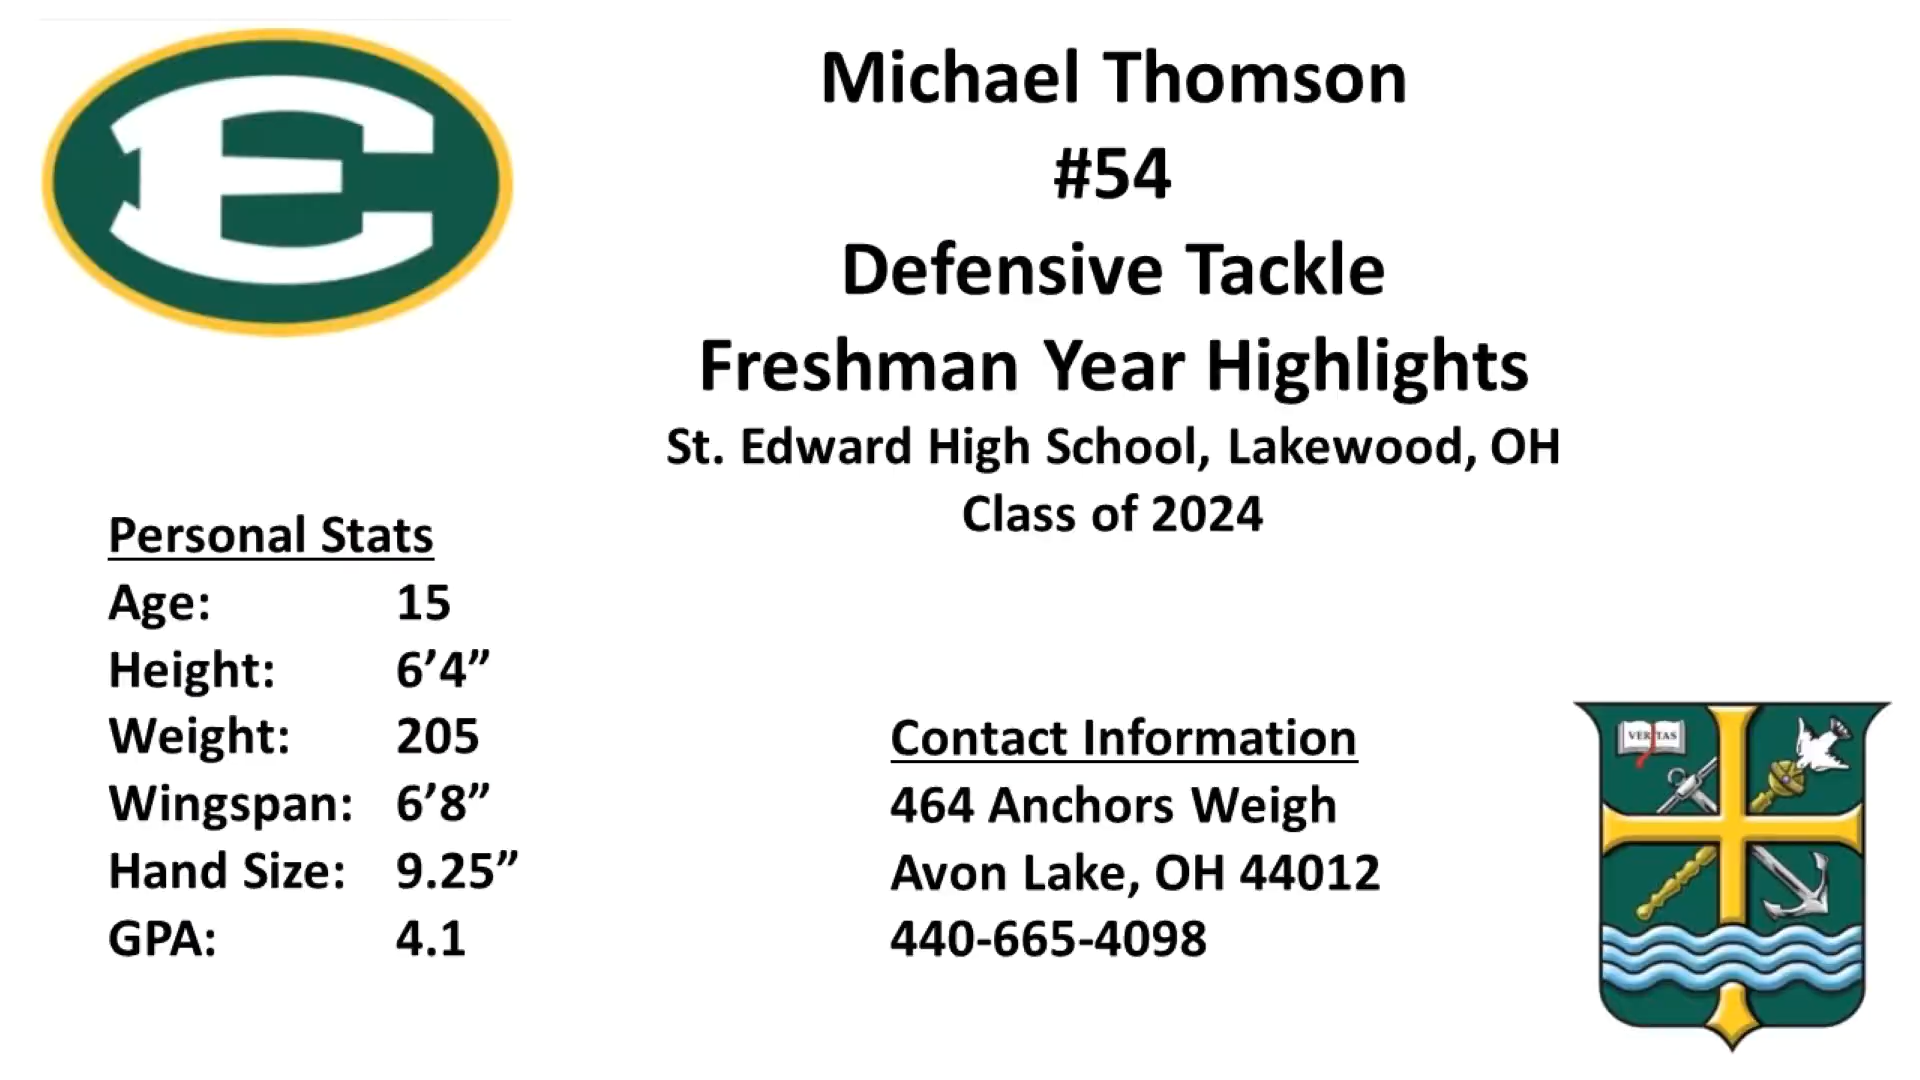 E
Michael Thomson
#54
Defensive Tackle
Freshman Year Highlights
St. Edward High School, Lakewood, OH
Class of 2024
Personal Stats
Age: 15
Height: 6’4”
Weight: 205
Wingspan: 6’8”
Hand Size: 9.25”
GPA: 4.1
Contact Information
464 Anchors Weigh
Avon Lake, OH 44012
440-665-4098
VERITAS